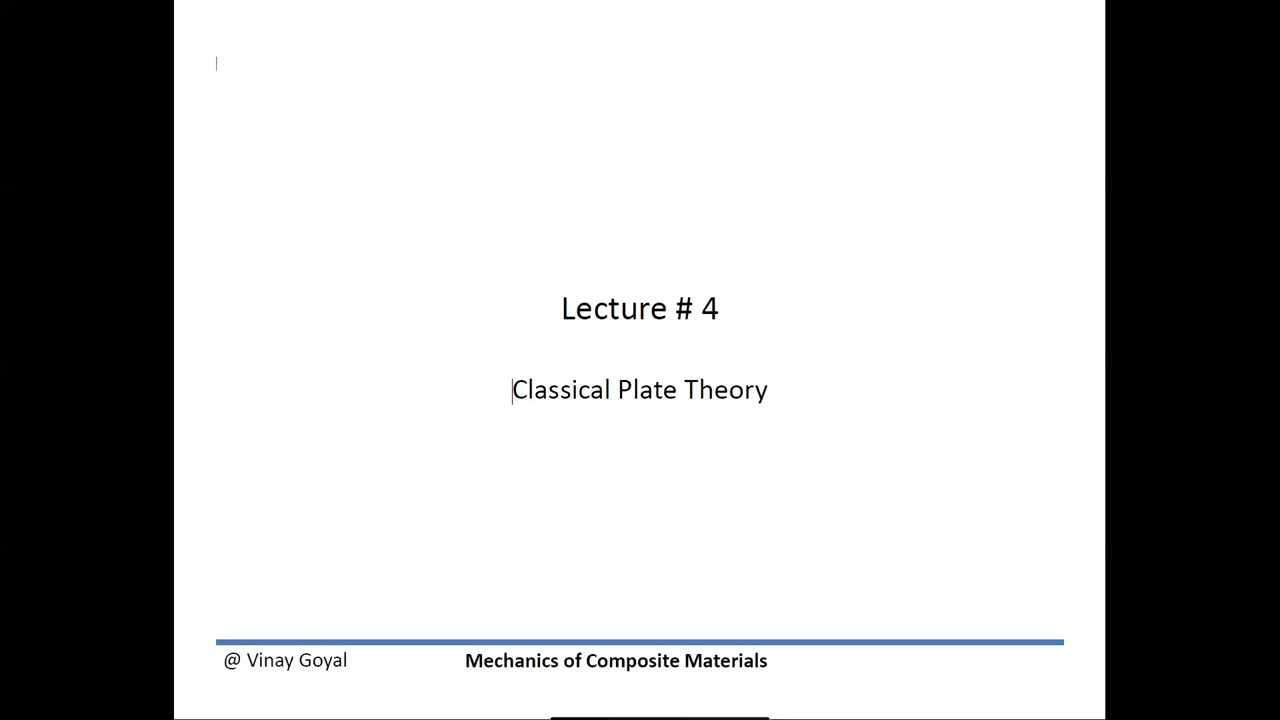 Lecture # 4
Classical Plate Theory
@ Vinay Goyal
Mechanics of Composite Materials